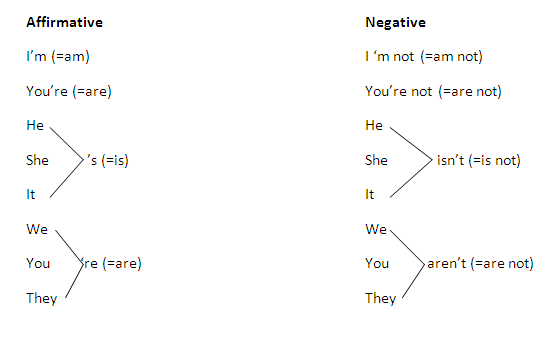 Affirmative Negative
I'm (=am) I 'm not (=am not)
You're (=are) You're not (=are not)
He He
She 's (=is) She isn't (=is not)
It It
We We
You 're (=are) You aren't (=are not)
They They